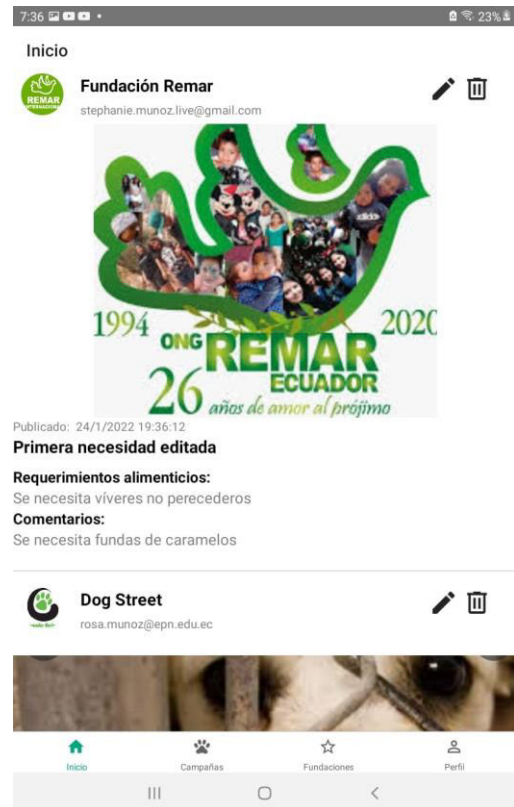 7:36
23%
Inicio
REMAR
Fundación Remar
stephanie.munoz.live@gmail.com
1994
2020
ONG REMAR
ECUADOR
26 años de amor al prójimo
Publicado: 24/1/2022 19:36:12
Primera necesidad editada
Requerimientos alimenticios:
Se necesita víveres no perecederos
Comentarios:
Se necesita fundas de caramelos
Dog Street
rosa.munoz@epn.edu.ec
Inicio
Campañas
Fundaciones
Perfil